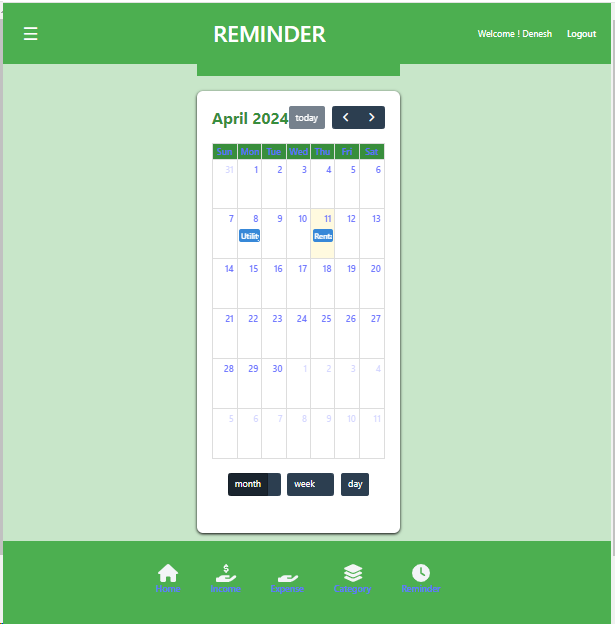 REMINDER
Welcome ! Denesh
Logout
April 2024
today
Sun Mon Tue Wed Thu Fri Sat
31 1 2 3 4 5 6
7 8 9 10 11 12 13
Utility
Renta
14 15 16 17 18 19 20
21 22 23 24 25 26 27
28 29 30 1 2 3 4
5 6 7 8 9 10 11
month week day
Home Income Expense Category Reminder